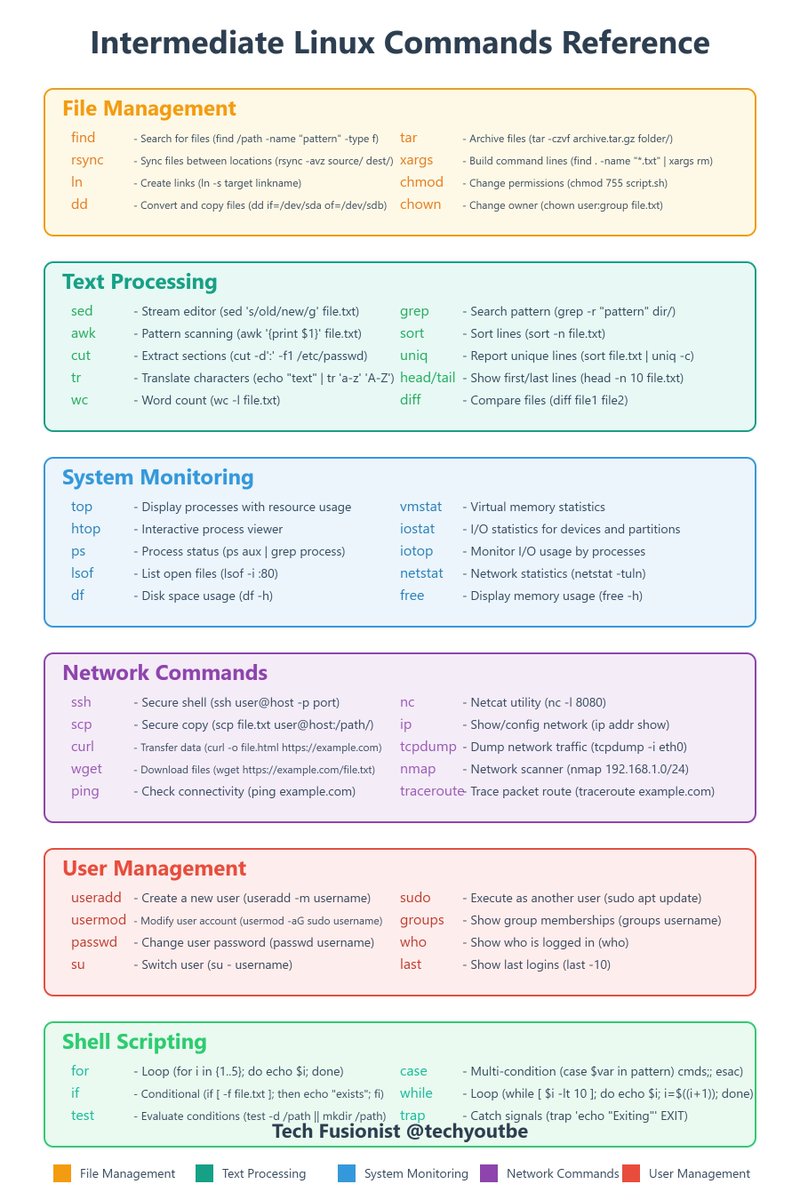 Intermediate Linux Commands Reference
File Management
find - Search for files (find /path -name "pattern" -type f)
tar - Archive files (tar -czvf archive.tar.gz folder/)
rsync - Sync files between locations (rsync -avz source/ dest/)
xargs - Build command lines (find . -name "*.txt" | xargs rm)
ln - Create links (ln -s target linkname)
chmod - Change permissions (chmod 755 script.sh)
dd - Convert and copy files (dd if=/dev/sda of=/dev/sdb)
chown - Change owner (chown user:group file.txt)
Text Processing
sed - Stream editor (sed 's/old/new/g' file.txt)
grep - Search pattern (grep -r "pattern" dir/)
awk - Pattern scanning (awk '{print $1}' file.txt)
sort - Sort lines (sort -n file.txt)
cut - Extract sections (cut -d':' -f1 /etc/passwd)
uniq - Report unique lines (sort file.txt | uniq -c)
tr - Translate characters (echo "text" | tr 'a-z' 'A-Z')
head/tail - Show first/last lines (head -n 10 file.txt)
wc - Word count (wc -l file.txt)
diff - Compare files (diff file1 file2)
System Monitoring
top - Display processes with resource usage
vmstat - Virtual memory statistics
htop - Interactive process viewer
iostat - I/O statistics for devices and partitions
ps - Process status (ps aux | grep process)
iotop - Monitor I/O usage by processes
lsof - List open files (lsof -i :80)
netstat - Network statistics (netstat -tuln)
df - Disk space usage (df -h)
free - Display memory usage (free -h)
Network Commands
ssh - Secure shell (ssh user@host -p port)
nc - Netcat utility (nc -l 8080)
scp - Secure copy (scp file.txt user@host:/path/)
ip - Show/config network (ip addr show)
curl - Transfer data (curl -o file.html https://example.com)
tcpdump - Dump network traffic (tcpdump -i eth0)
wget - Download files (wget https://example.com/file.txt)
nmap - Network scanner (nmap 192.168.1.0/24)
ping - Check connectivity (ping example.com)
traceroute - Trace packet route (traceroute example.com)
User Management
useradd - Create a new user (useradd -m username)
sudo - Execute as another user (sudo apt update)
usermod - Modify user account (usermod -aG sudo username)
groups - Show group memberships (groups username)
passwd - Change user password (passwd username)
who - Show who is logged in (who)
su - Switch user (su - username)
last - Show last logins (last -10)
Shell Scripting
for - Loop (for i in {1..5}; do echo $i; done)
case - Multi-condition (case $var in pattern) cmds;; esac)
if - Conditional (if [ -f file.txt ]; then echo "exists"; fi)
while - Loop (while [ $i -lt 10 ]; do echo $i; i=$((i+1)); done)
test - Evaluate conditions (test -d /path || mkdir /path)
trap - Catch signals (trap 'echo "Exiting"' EXIT)
Tech Fusionist @techyoutbe
File Management
Text Processing
System Monitoring
Network Commands
User Management